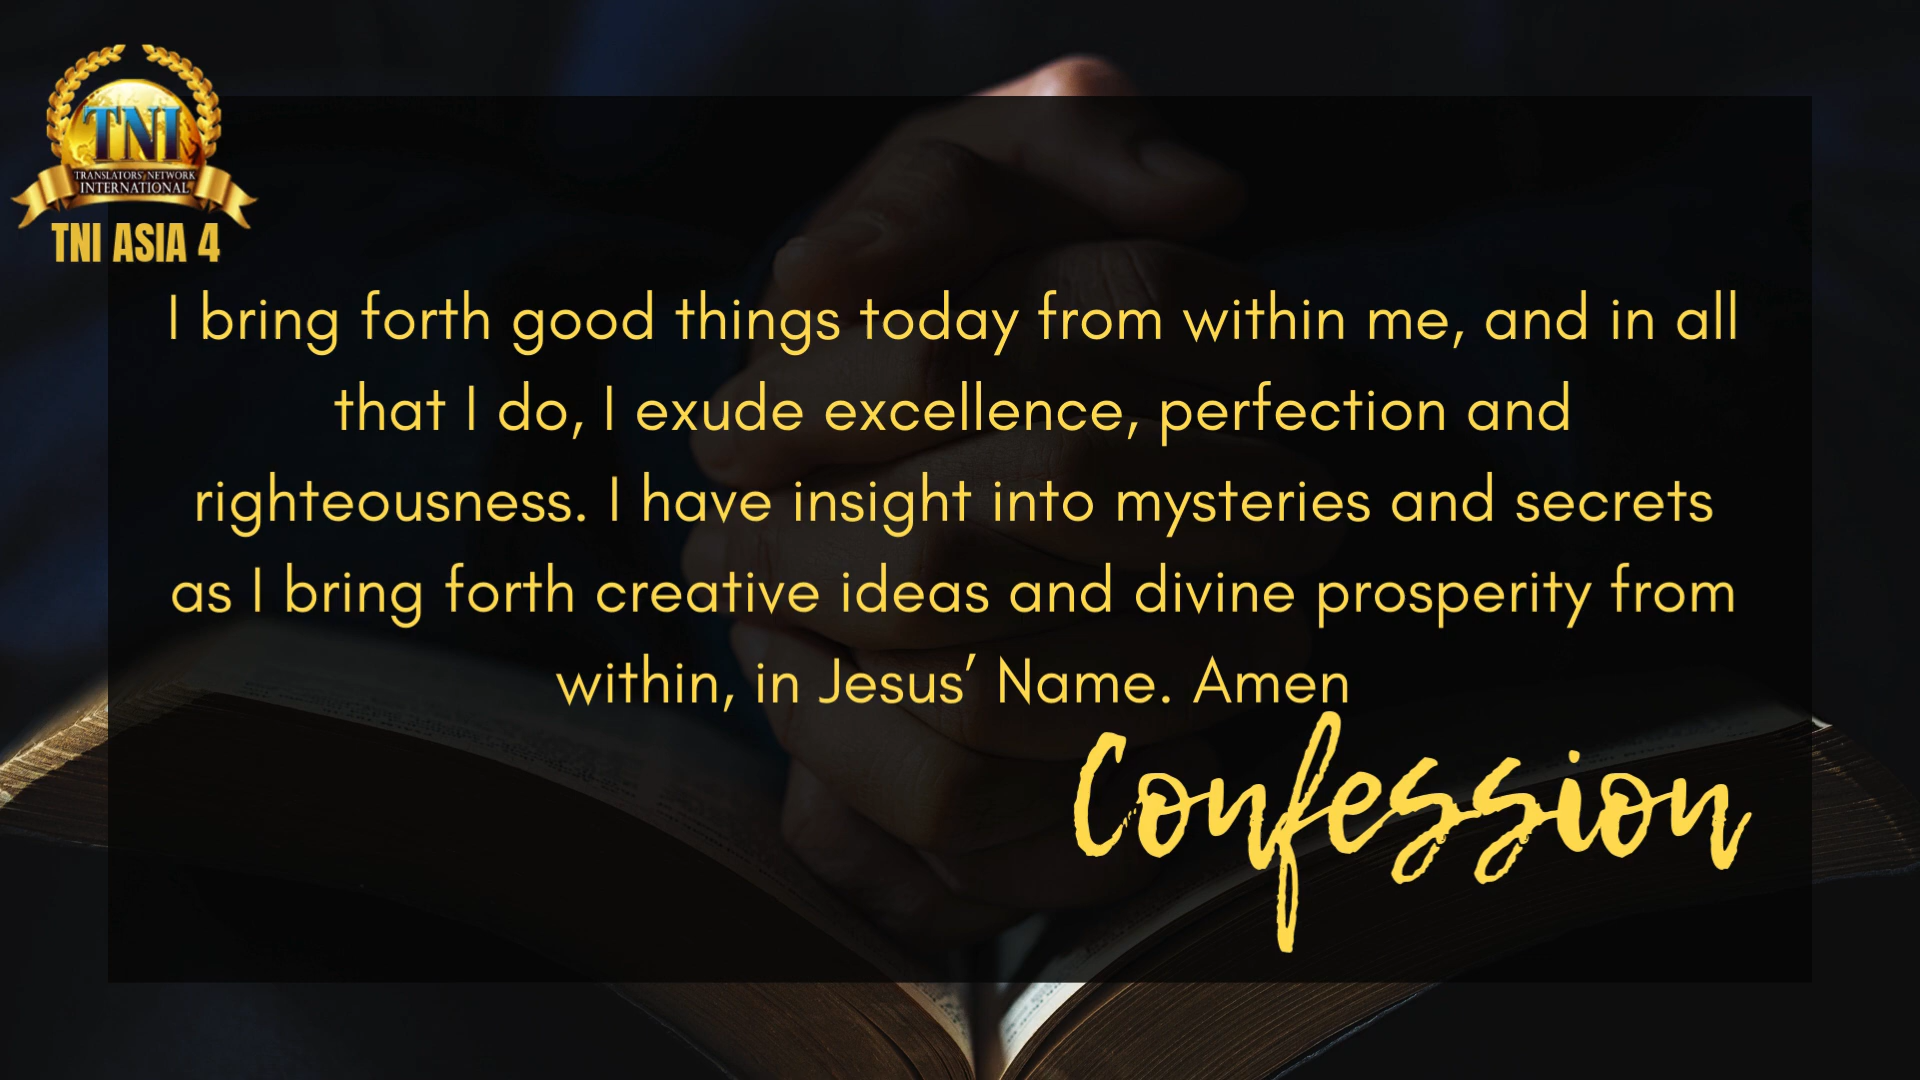 TNI
TRANSLATORS' NETWORK
INTERNATIONAL
TNI ASIA 4
I bring forth good things today from within me, and in all
that I do, I exude excellence, perfection and
righteousness. I have insight into mysteries and secrets
as I bring forth creative ideas and divine prosperity from
within, in Jesus’ Name. Amen
Confession